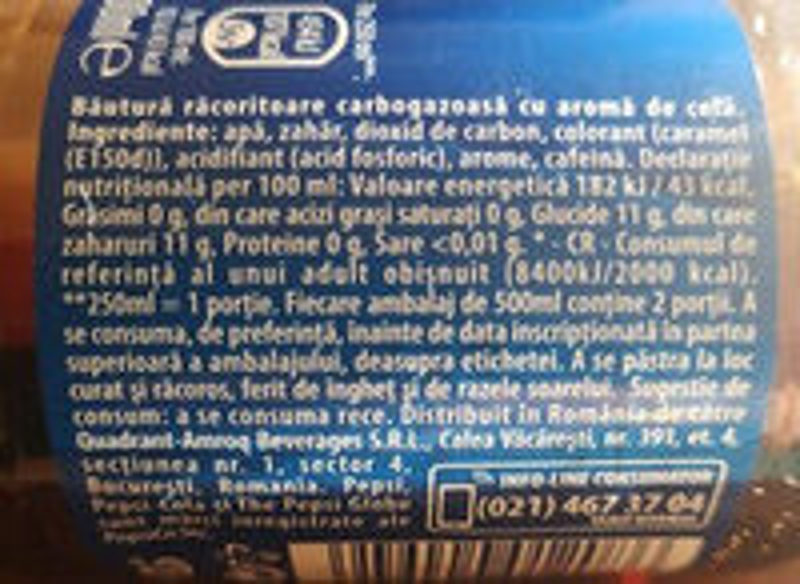 Băutură răcoritoare carbogazoasă cu aromă de colă.
Ingrediente: apă, zahăr, dioxid de carbon, colorant (caramel
(E150d)), acidifiant (acid fosforic), arome, cafeină. Declarație
nutrițională per 100 ml: Valoare energetică 182 kJ / 43 kcal,
Grăsimi 0 g, din care acizi grași saturați 0 g, Glucide 11 g, din care
zaharuri 11 g, Proteine 0 g, Sare <0,01 g. * - CR - Consumul de
referință al unui adult obișnuit (8400kJ/2000 kcal).
**250ml = 1 porție. Fiecare ambalaj de 500ml conține 2 porții. A
se consuma, de preferință, înainte de data inscripționată în partea
superioară a ambalajului, deasupra etichetei. A se păstra la loc
curat și răcoros, ferit de îngheț și de razele soarelui. Sugestie de
consum: a se consuma rece. Distribuit în România de către
Quadrant-Amroq Beverages S.R.L., Calea Văcărești, nr. 391, et. 4,
secțiunea nr. 1, sector 4,
București, Romania. Pepsi,
Pepsi Cola și The Pepsi Globe
sunt mărci înregistrate ale
INFO LINE CONSUMATOR
(021) 467 37 04